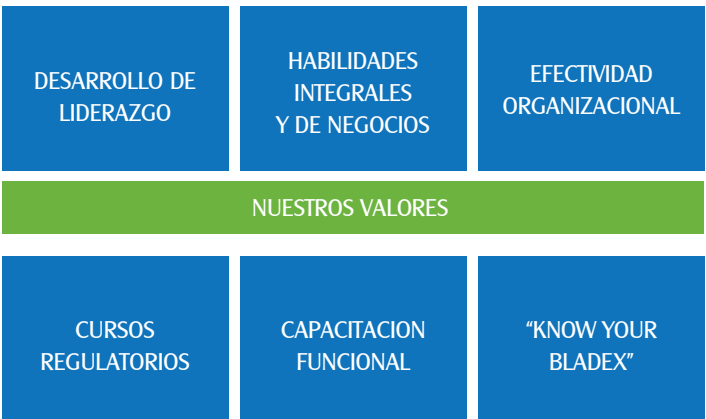 DESARROLLO DE
LIDERAZGO
HABILIDADES
INTEGRALES
Y DE NEGOCIOS
EFECTIVIDAD
ORGANIZACIONAL
NUESTROS VALORES
CURSOS
REGULATORIOS
CAPACITACION
FUNCIONAL
“KNOW YOUR
BLADEX”